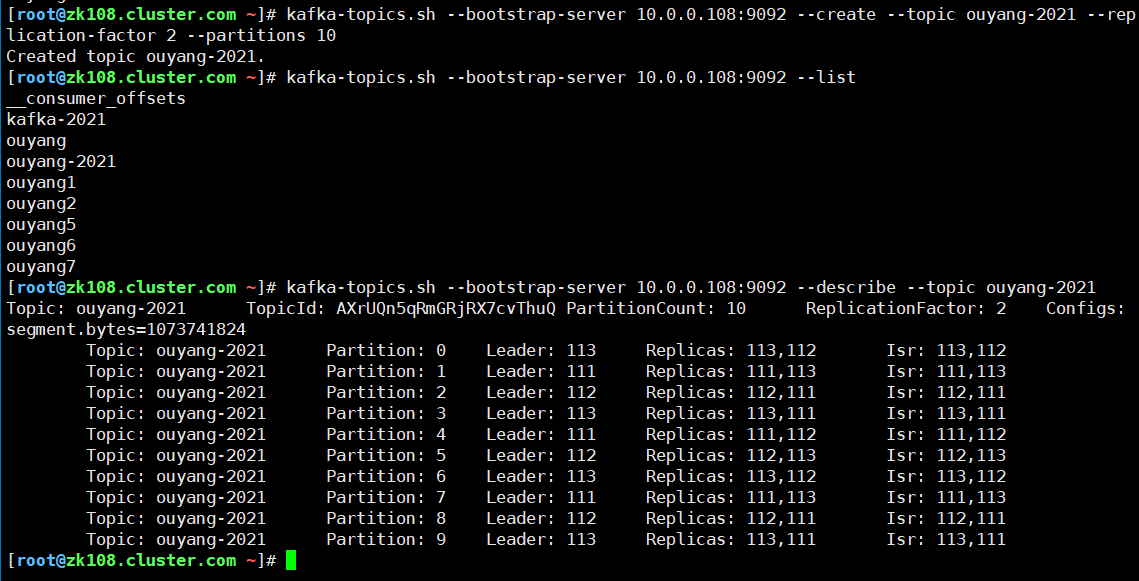 [root@zk108.cluster.com ~]# kafka-topics.sh --bootstrap-server 10.0.0.108:9092 --create --topic ouyang-2021 --rep
lication-factor 2 --partitions 10
Created topic ouyang-2021.
[root@zk108.cluster.com ~]# kafka-topics.sh --bootstrap-server 10.0.0.108:9092 --list
__consumer_offsets
kafka-2021
ouyang
ouyang-2021
ouyang1
ouyang2
ouyang5
ouyang6
ouyang7
[root@zk108.cluster.com ~]# kafka-topics.sh --bootstrap-server 10.0.0.108:9092 --describe --topic ouyang-2021
Topic: ouyang-2021      TopicId: AXrUQn5qRmGRjRX7cvThuQ PartitionCount: 10      ReplicationFactor: 2    Configs:
segment.bytes=1073741824
        Topic: ouyang-2021      Partition: 0    Leader: 113     Replicas: 113,112       Isr: 113,112
        Topic: ouyang-2021      Partition: 1    Leader: 111     Replicas: 111,113       Isr: 111,113
        Topic: ouyang-2021      Partition: 2    Leader: 112     Replicas: 112,111       Isr: 112,111
        Topic: ouyang-2021      Partition: 3    Leader: 113     Replicas: 113,111       Isr: 113,111
        Topic: ouyang-2021      Partition: 4    Leader: 111     Replicas: 111,112       Isr: 111,112
        Topic: ouyang-2021      Partition: 5    Leader: 112     Replicas: 112,113       Isr: 112,113
        Topic: ouyang-2021      Partition: 6    Leader: 113     Replicas: 113,112       Isr: 113,112
        Topic: ouyang-2021      Partition: 7    Leader: 111     Replicas: 111,113       Isr: 111,113
        Topic: ouyang-2021      Partition: 8    Leader: 112     Replicas: 112,111       Isr: 112,111
        Topic: ouyang-2021      Partition: 9    Leader: 113     Replicas: 113,111       Isr: 113,111
[root@zk108.cluster.com ~]#